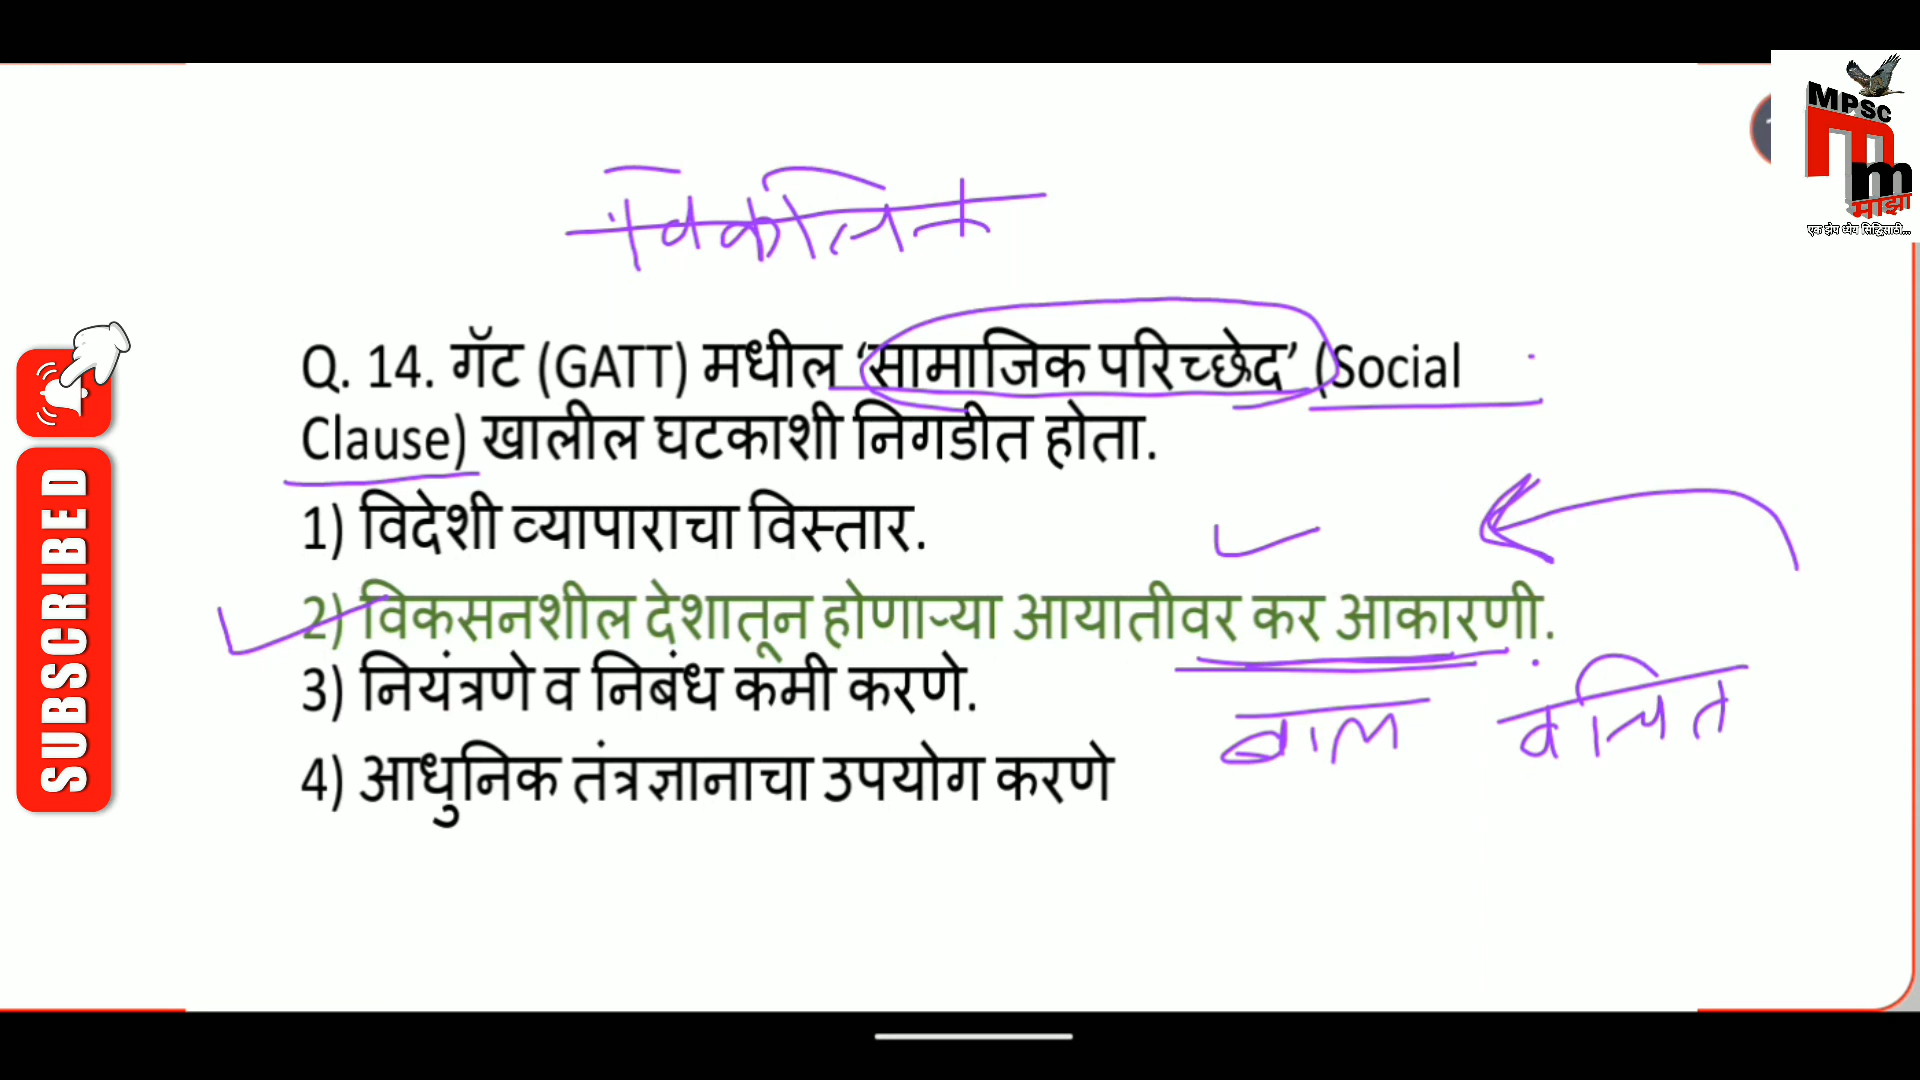 MPSC
माझा
एक झेप ध्येय सिद्धिसाठी...
Q. 14. गॅट (GATT) मधील ‘सामाजिक परिच्छेद’ (Social
Clause) खालील घटकाशी निगडीत होता.
1) विदेशी व्यापाराचा विस्तार.
2) विकसनशील देशातून होणाऱ्या आयातीवर कर आकारणी.
3) नियंत्रणे व निबंध कमी करणे.
4) आधुनिक तंत्रज्ञानाचा उपयोग करणे
SUBSCRIBED